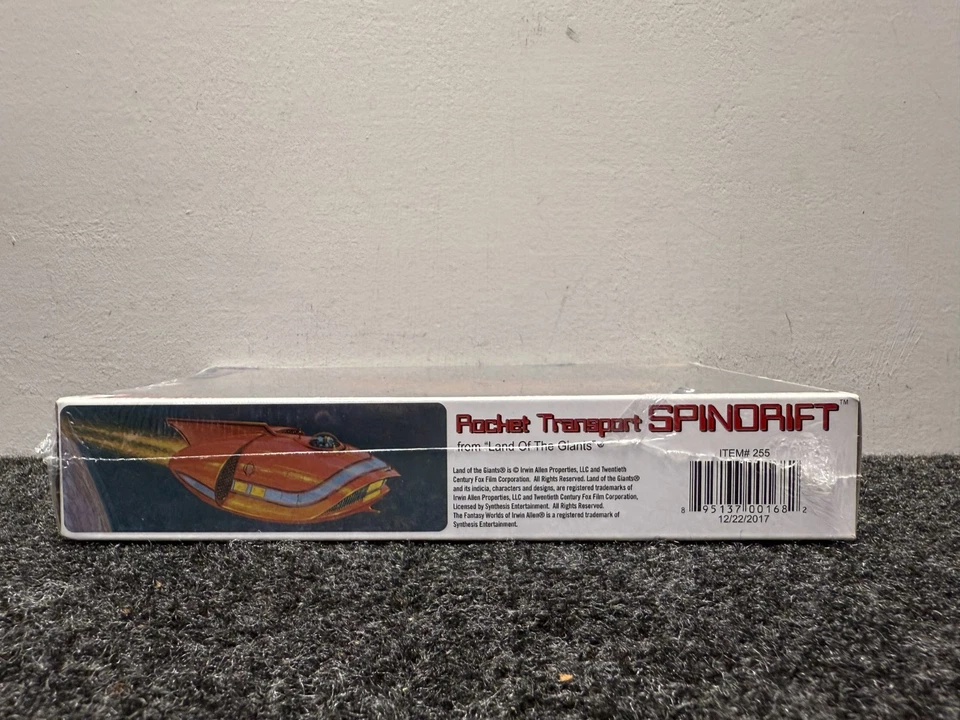 Rocket Transport SPINDRIFT™
from "Land Of The Giants"®
Land of the Giants® is © Irwin Allen Properties, LLC and Twentieth
Century Fox Film Corporation. All Rights Reserved. Land of the Giants®
and its indicia, characters and designs, are registered trademarks of
Irwin Allen Properties, LLC and Twentieth Century Fox Film Corporation,
Licensed by Synthesis Entertainment. All Rights Reserved.
The Fantasy Worlds of Irwin Allen® is a registered trademark of
Synthesis Entertainment.
ITEM# 255
8 95137 00168 2
12/22/2017